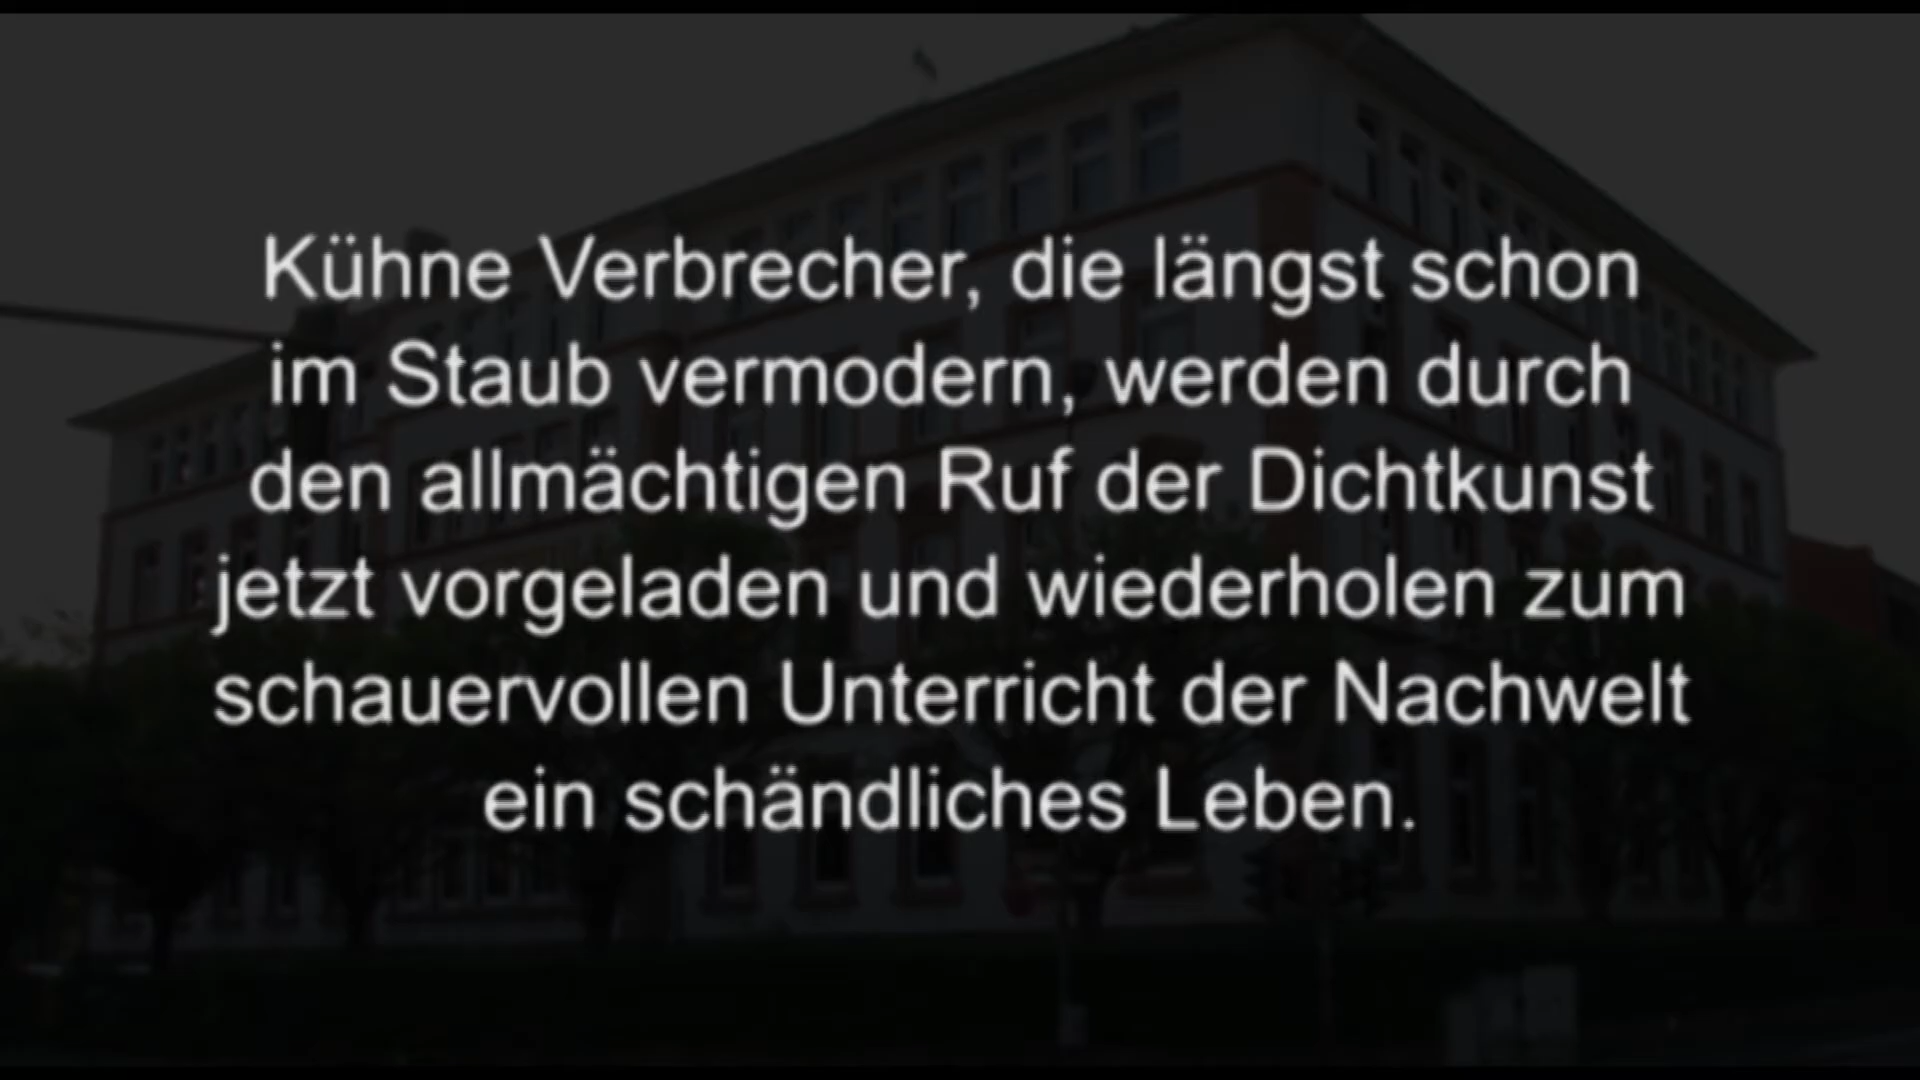 Kühne Verbrecher, die längst schon
im Staub vermodern, werden durch
den allmächtigen Ruf der Dichtkunst
jetzt vorgeladen und wiederholen zum
schauervollen Unterricht der Nachwelt
ein schändliches Leben.